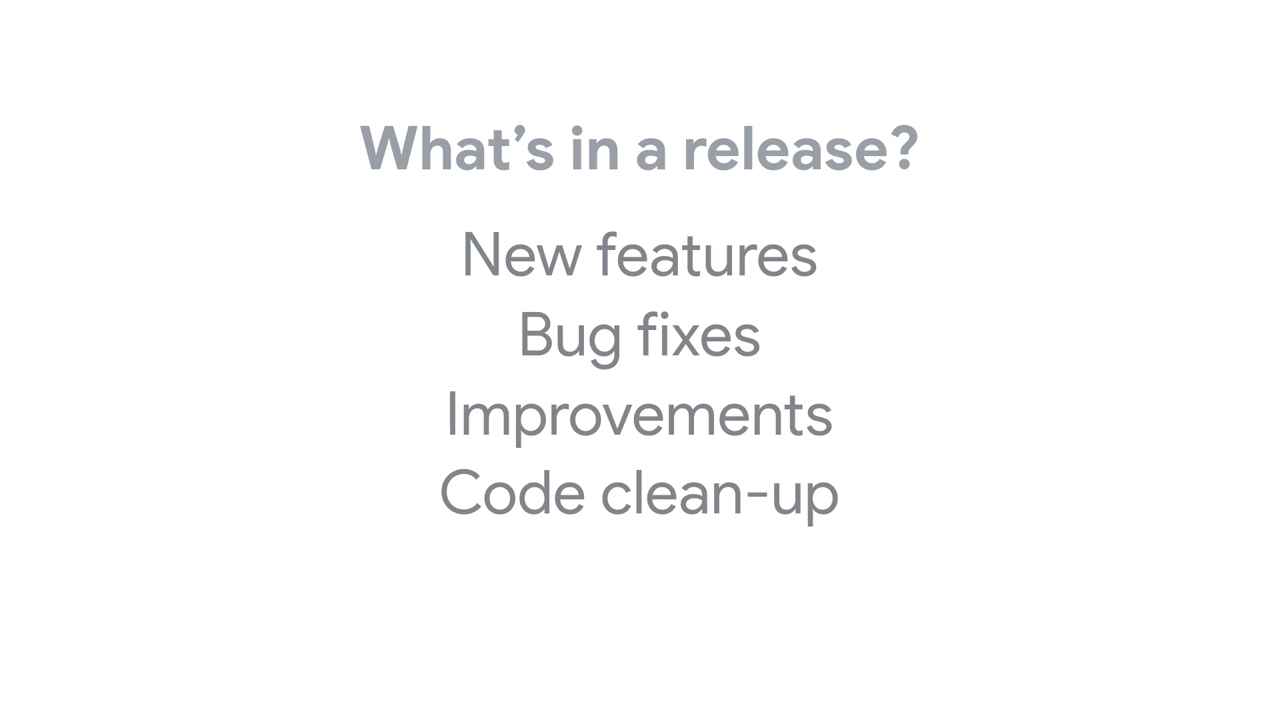 What’s in a release?
New features
Bug fixes
Improvements
Code clean-up